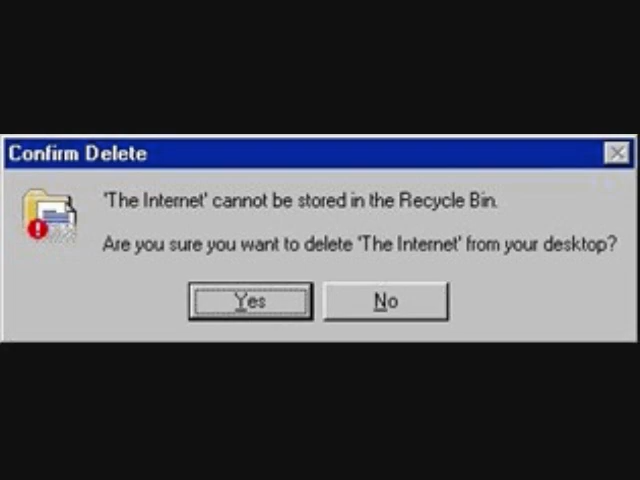 Confirm Delete
'The Internet' cannot be stored in the Recycle Bin.
Are you sure you want to delete 'The Internet' from your desktop?
Yes
No